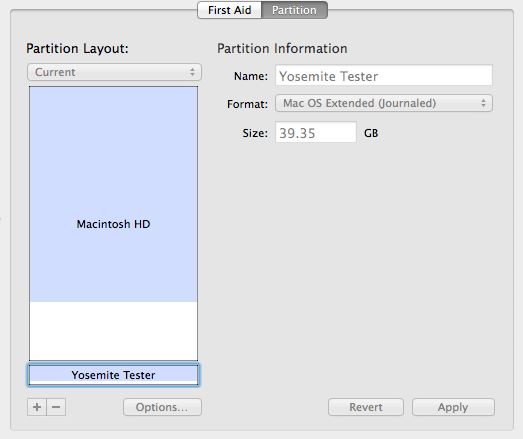 First Aid Partition
Partition Layout:
Current
Macintosh HD
Yosemite Tester
+ −
Options...
Partition Information
Name: Yosemite Tester
Format: Mac OS Extended (Journaled)
Size: 39.35 GB
Revert Apply